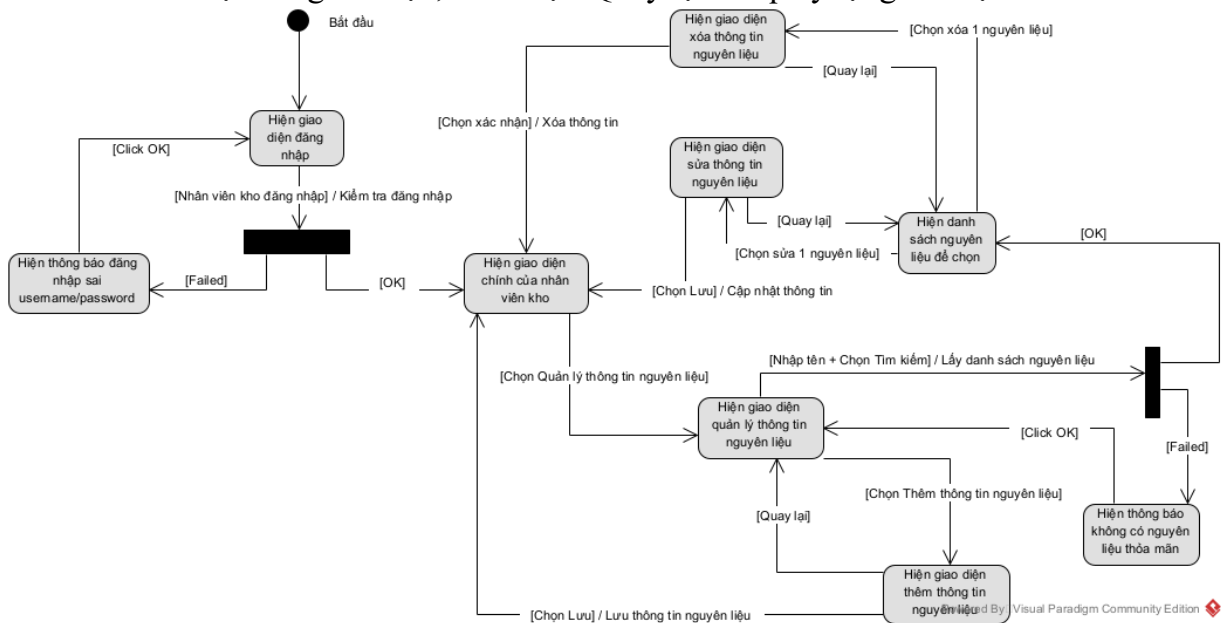 Bắt đầu
Hiện giao diện
xóa thông tin
nguyên liệu
[Chọn xóa 1 nguyên liệu]
[Quay lại]
Hiện giao
diện đăng
nhập
[Click OK]
[Chọn xác nhận] / Xóa thông tin
Hiện giao diện
sửa thông tin
nguyên liệu
[Nhân viên kho đăng nhập] / Kiểm tra đăng nhập
[Quay lại]
Hiện danh
sách nguyên
liệu để chọn
[OK]
[Chọn sửa 1 nguyên liệu]
Hiện thông báo đăng
nhập sai
username/password
[Failed]
[OK]
Hiện giao diện
chính của nhân
viên kho
[Chọn Lưu] / Cập nhật thông tin
[Nhập tên + Chọn Tìm kiếm] / Lấy danh sách nguyên liệu
[Chọn Quản lý thông tin nguyên liệu]
Hiện giao diện
quản lý thông tin
nguyên liệu
[Click OK]
[Failed]
[Chọn Thêm thông tin nguyên liệu]
[Quay lại]
Hiện thông báo
không có nguyên
liệu thỏa mãn
Hiện giao diện
thêm thông tin
nguyên liệu
[Chọn Lưu] / Lưu thông tin nguyên liệu
Powered By Visual Paradigm Community Edition